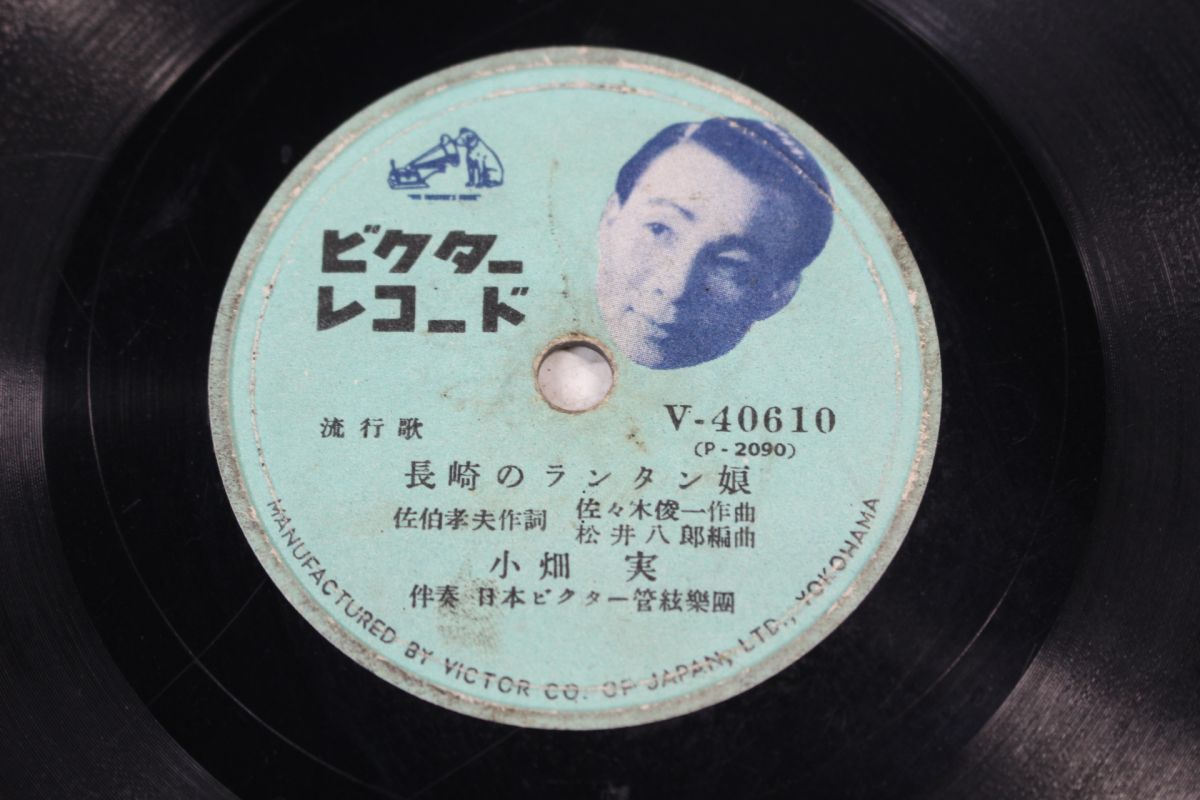 ビクター
レコード
流行歌
V-40610
(P-2090)
長崎のランタン娘
佐伯孝夫作詞
佐々木俊一作曲
松井八郎編曲
小畑 実
伴奏 日本ビクター管絃樂團
MANUFACTURED BY VICTOR CO. OF JAPAN, LTD., YOKOHAMA